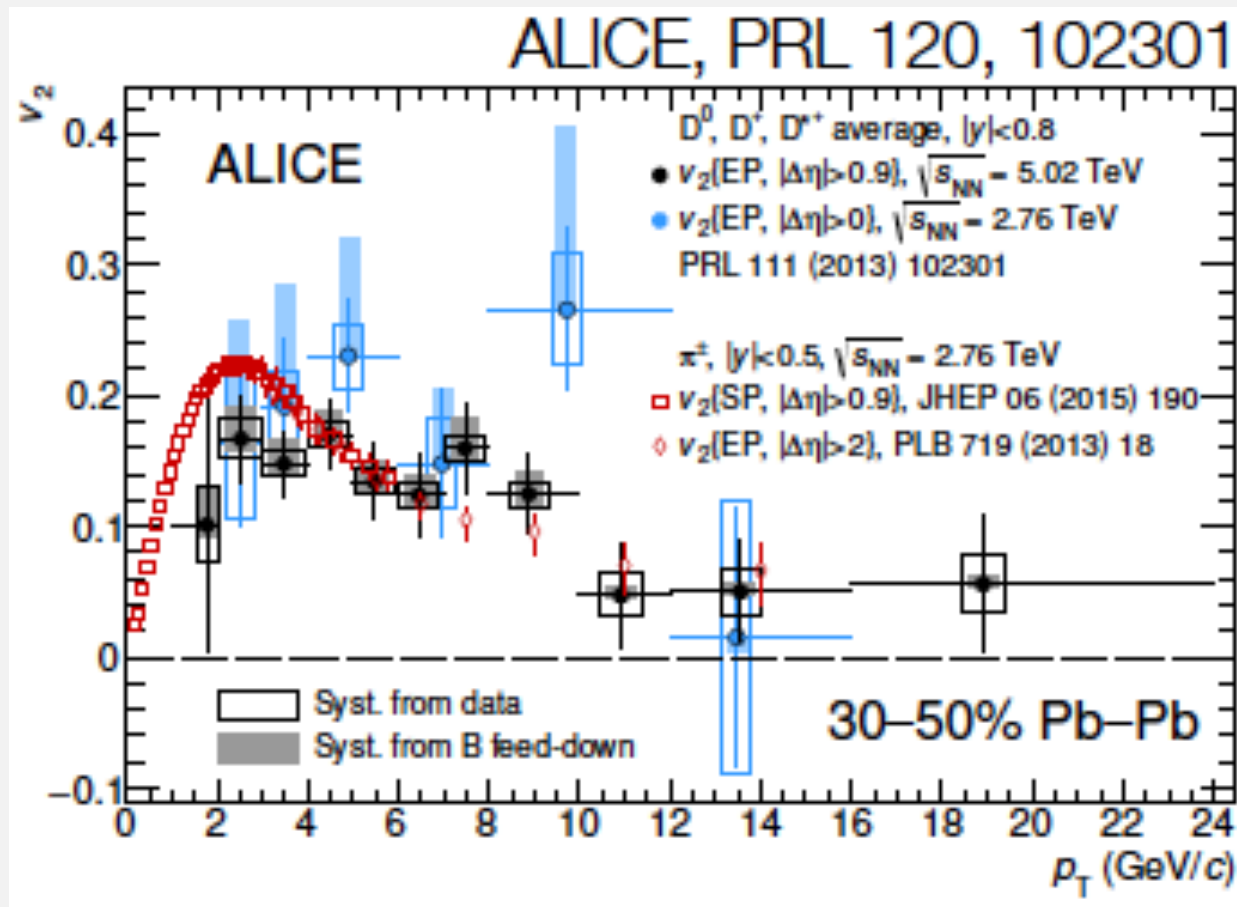 ALICE, PRL 120, 102301
v₂
ALICE
D⁰, D⁺, D*⁺ average, |y|<0.8
v₂{EP, |Δη|>0.9}, √s_NN = 5.02 TeV
v₂{EP, |Δη|>0}, √s_NN = 2.76 TeV
PRL 111 (2013) 102301
π±, |y|<0.5, √s_NN = 2.76 TeV
v₂{SP, |Δη|>0.9}, JHEP 06 (2015) 190
v₂{EP, |Δη|>2}, PLB 719 (2013) 18
0.4
0.3
0.2
0.1
0
−0.1
Syst. from data
Syst. from B feed-down
30–50% Pb–Pb
0 2 4 6 8 10 12 14 16 18 20 22 24
p_T (GeV/c)